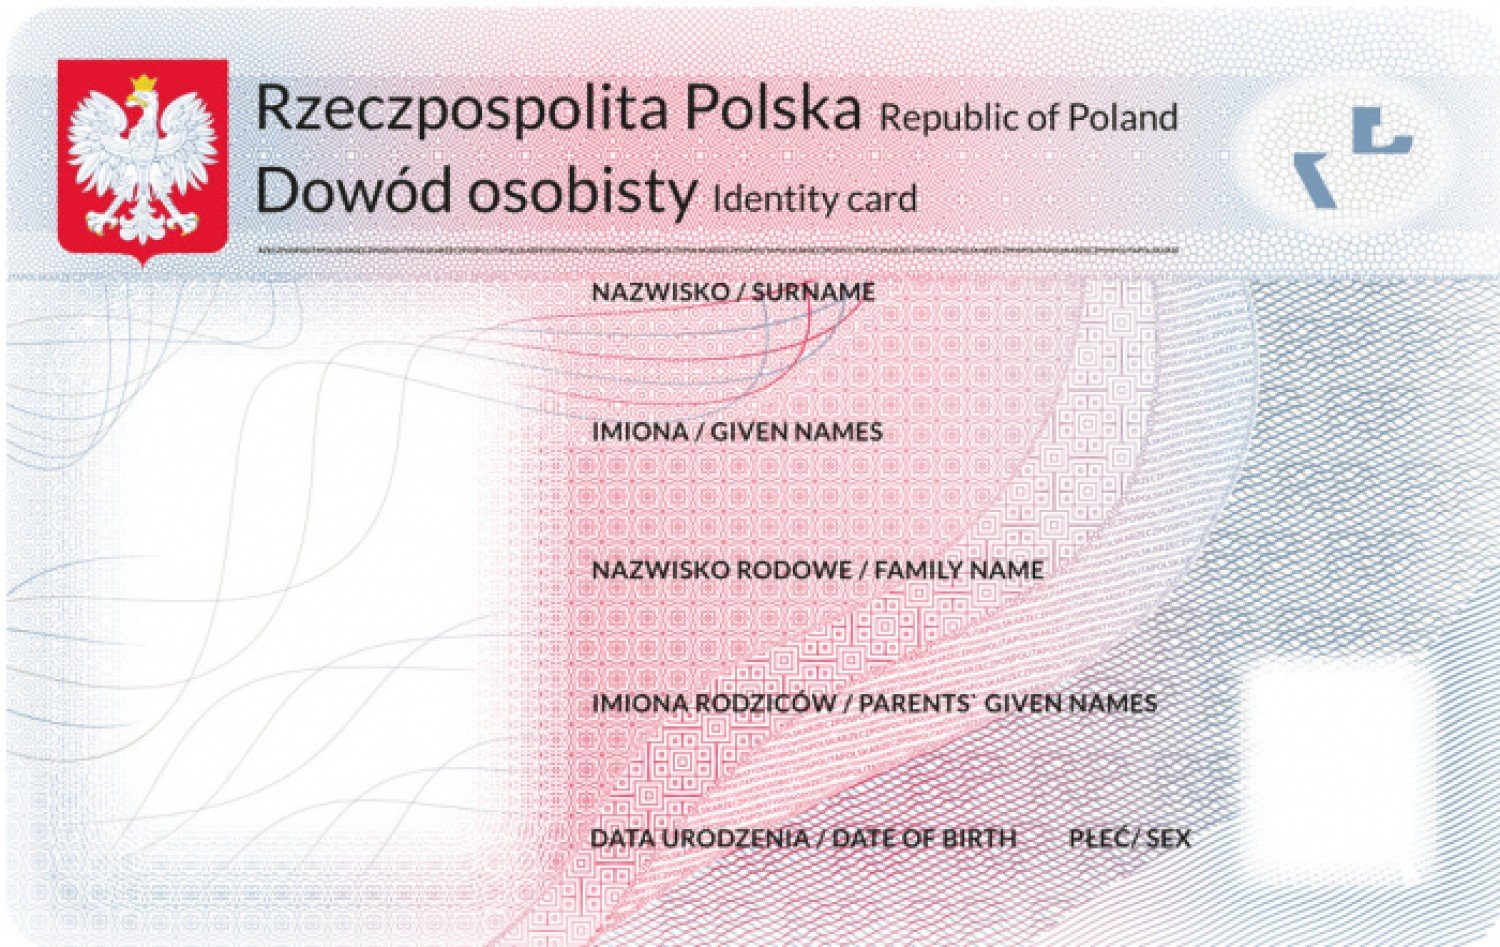 Rzeczpospolita Polska Republic of Poland
Dowód osobisty Identity card
NAZWISKO / SURNAME
IMIONA / GIVEN NAMES
NAZWISKO RODOWE / FAMILY NAME
IMIONA RODZICÓW / PARENTS` GIVEN NAMES
DATA URODZENIA / DATE OF BIRTH PŁEĆ/ SEX